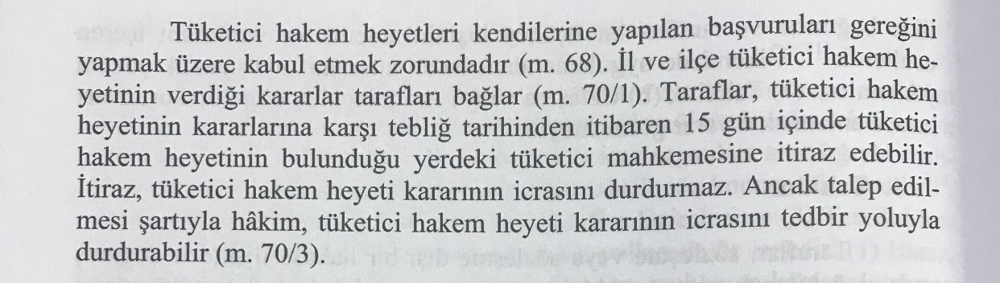 Tüketici hakem heyetleri kendilerine yapılan başvuruları gereğini
yapmak üzere kabul etmek zorundadır (m. 68). İl ve ilçe tüketici hakem he-
yetinin verdiği kararlar tarafları bağlar (m. 70/1). Taraflar, tüketici hakem
heyetinin kararlarına karşı tebliğ tarihinden itibaren 15 gün içinde tüketici
hakem heyetinin bulunduğu yerdeki tüketici mahkemesine itiraz edebilir.
İtiraz, tüketici hakem heyeti kararının icrasını durdurmaz. Ancak talep edil-
mesi şartıyla hâkim, tüketici hakem heyeti kararının icrasını tedbir yoluyla
durdurabilir (m. 70/3).